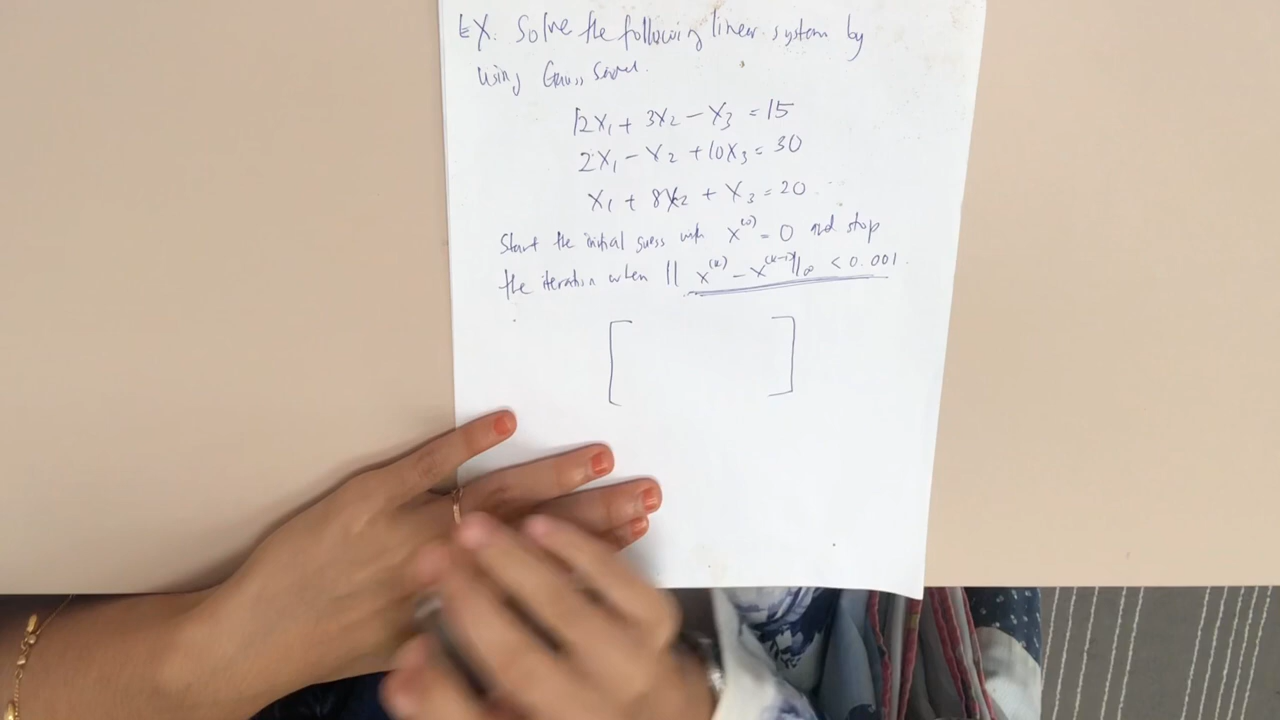 EX. Solve the following linear system by
using Gauss Seidel.
12X₁ + 3X₂ − X₃ = 15
2X₁ − X₂ + 10X₃ = 30
X₁ + 8X₂ + X₃ = 20
Start the initial guess with X⁽⁰⁾ = 0 and stop
the iteration when || X⁽ᵏ⁾ − X⁽ᵏ⁻¹⁾||∞ < 0.001.